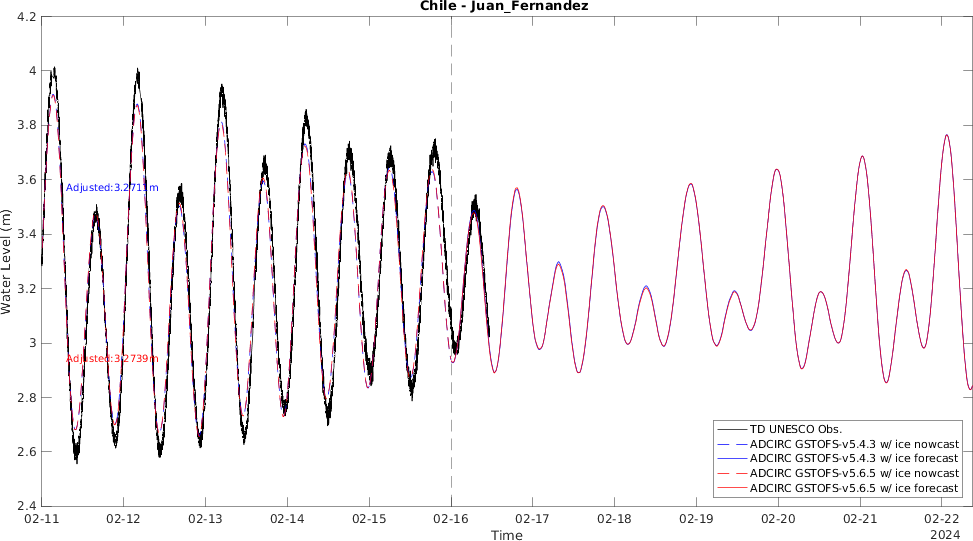 Chile - Juan_Fernandez
4.2
4
3.8
3.6
3.4
3.2
3
2.8
2.6
2.4
Water Level (m)
Adjusted:3.2711m
Adjusted:3.2739m
TD UNESCO Obs.
ADCIRC GSTOFS-v5.4.3 w/ ice nowcast
ADCIRC GSTOFS-v5.4.3 w/ ice forecast
ADCIRC GSTOFS-v5.6.5 w/ ice nowcast
ADCIRC GSTOFS-v5.6.5 w/ ice forecast
02-11 02-12 02-13 02-14 02-15 02-16 02-17 02-18 02-19 02-20 02-21 02-22
Time
2024